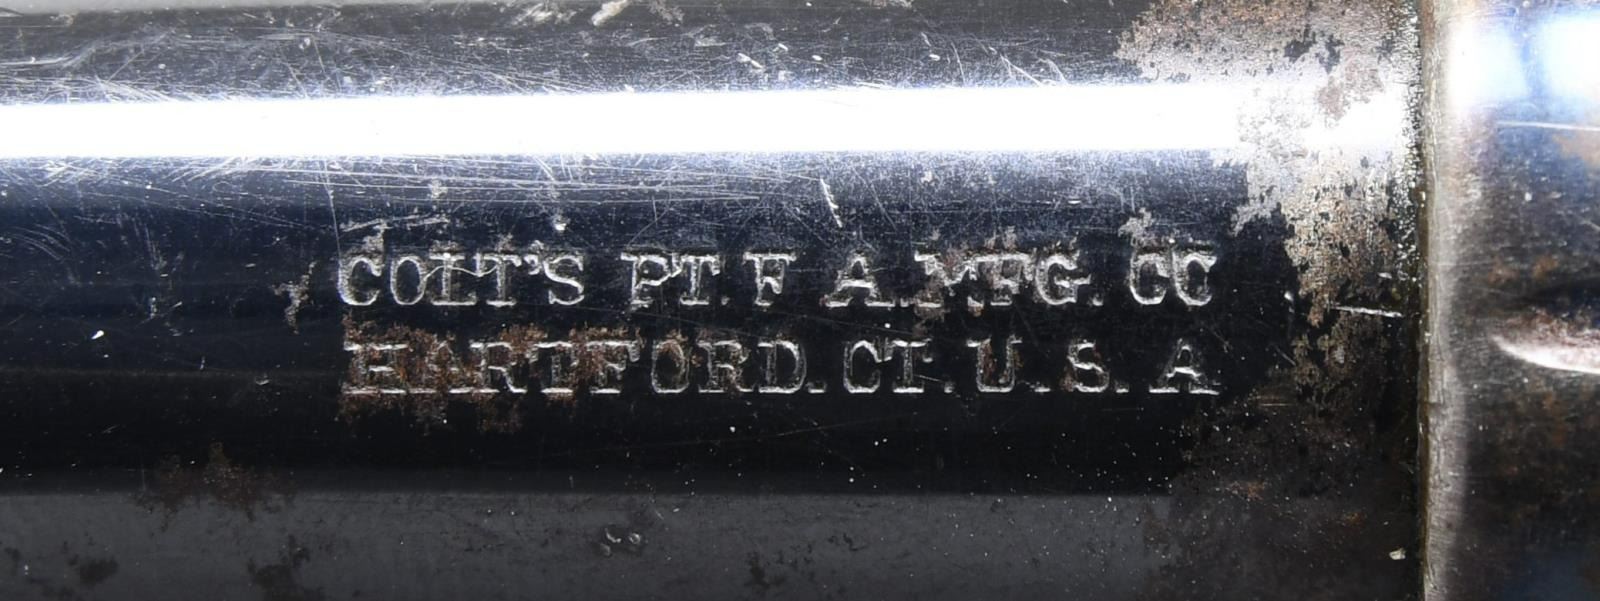 COLT'S PT. F. A. MFG. CO
HARTFORD. CT. U. S. A